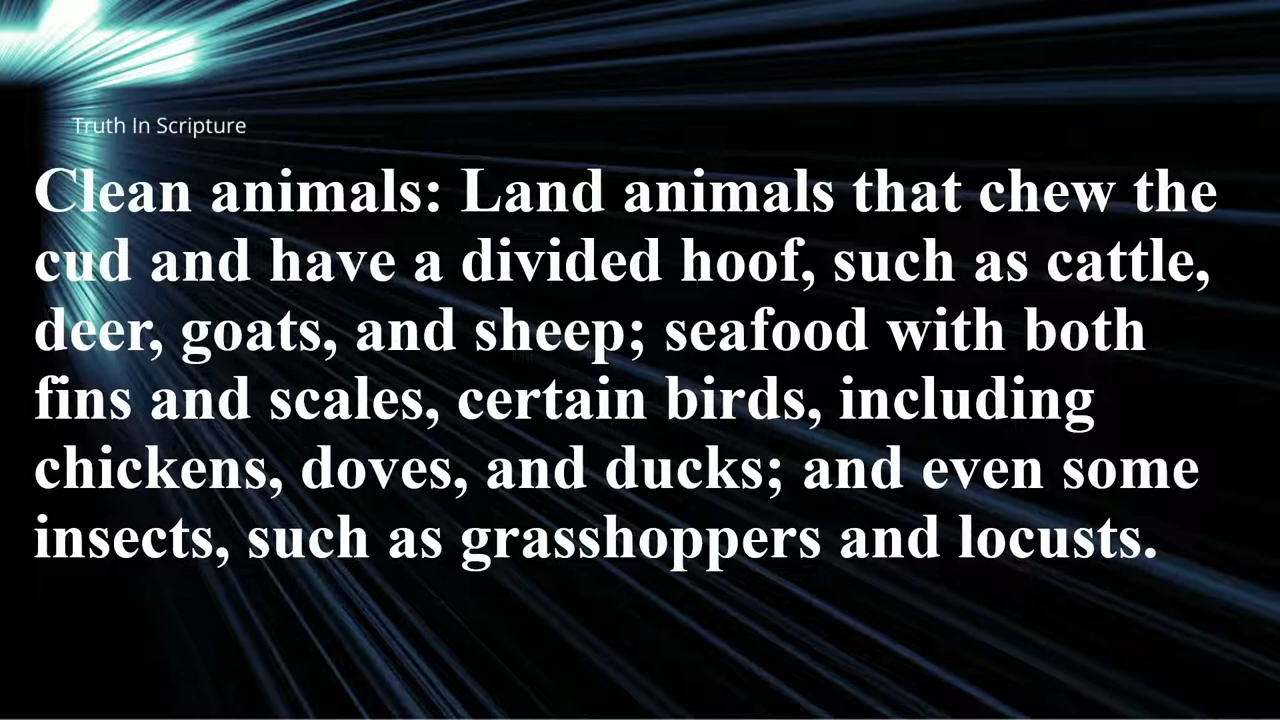 Truth In Scripture
Clean animals: Land animals that chew the
cud and have a divided hoof, such as cattle,
deer, goats, and sheep; seafood with both
fins and scales, certain birds, including
chickens, doves, and ducks; and even some
insects, such as grasshoppers and locusts.